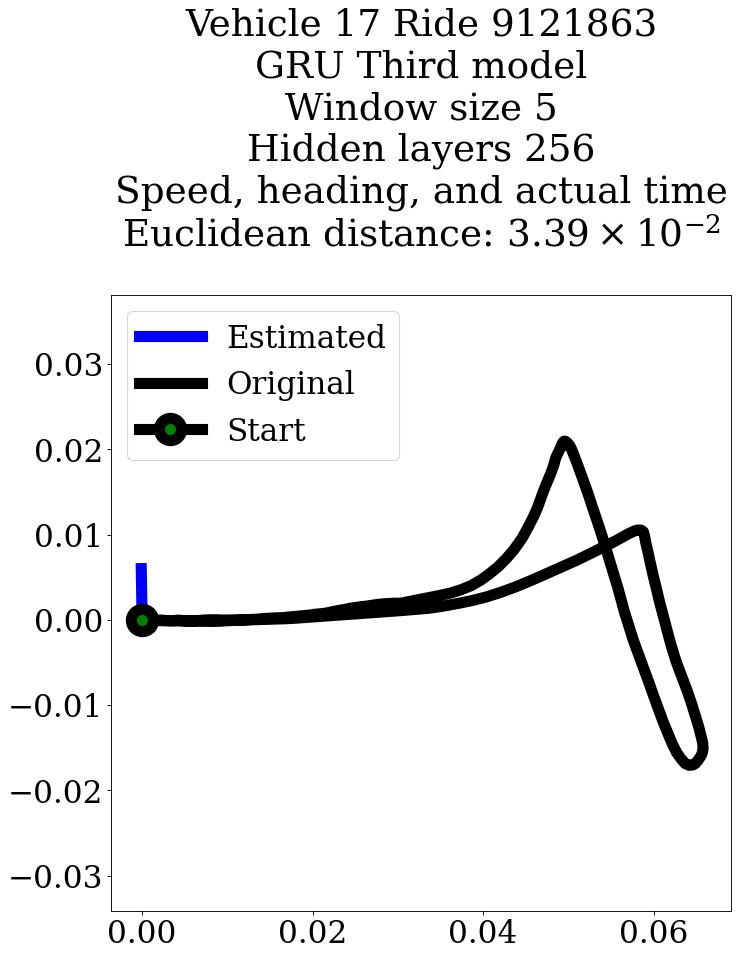 Vehicle 17 Ride 9121863
GRU Third model
Window size 5
Hidden layers 256
Speed, heading, and actual time
Euclidean distance: 3.39 × 10⁻²
Estimated
Original
Start
0.03
0.02
0.01
0.00
−0.01
−0.02
−0.03
0.00 0.02 0.04 0.06